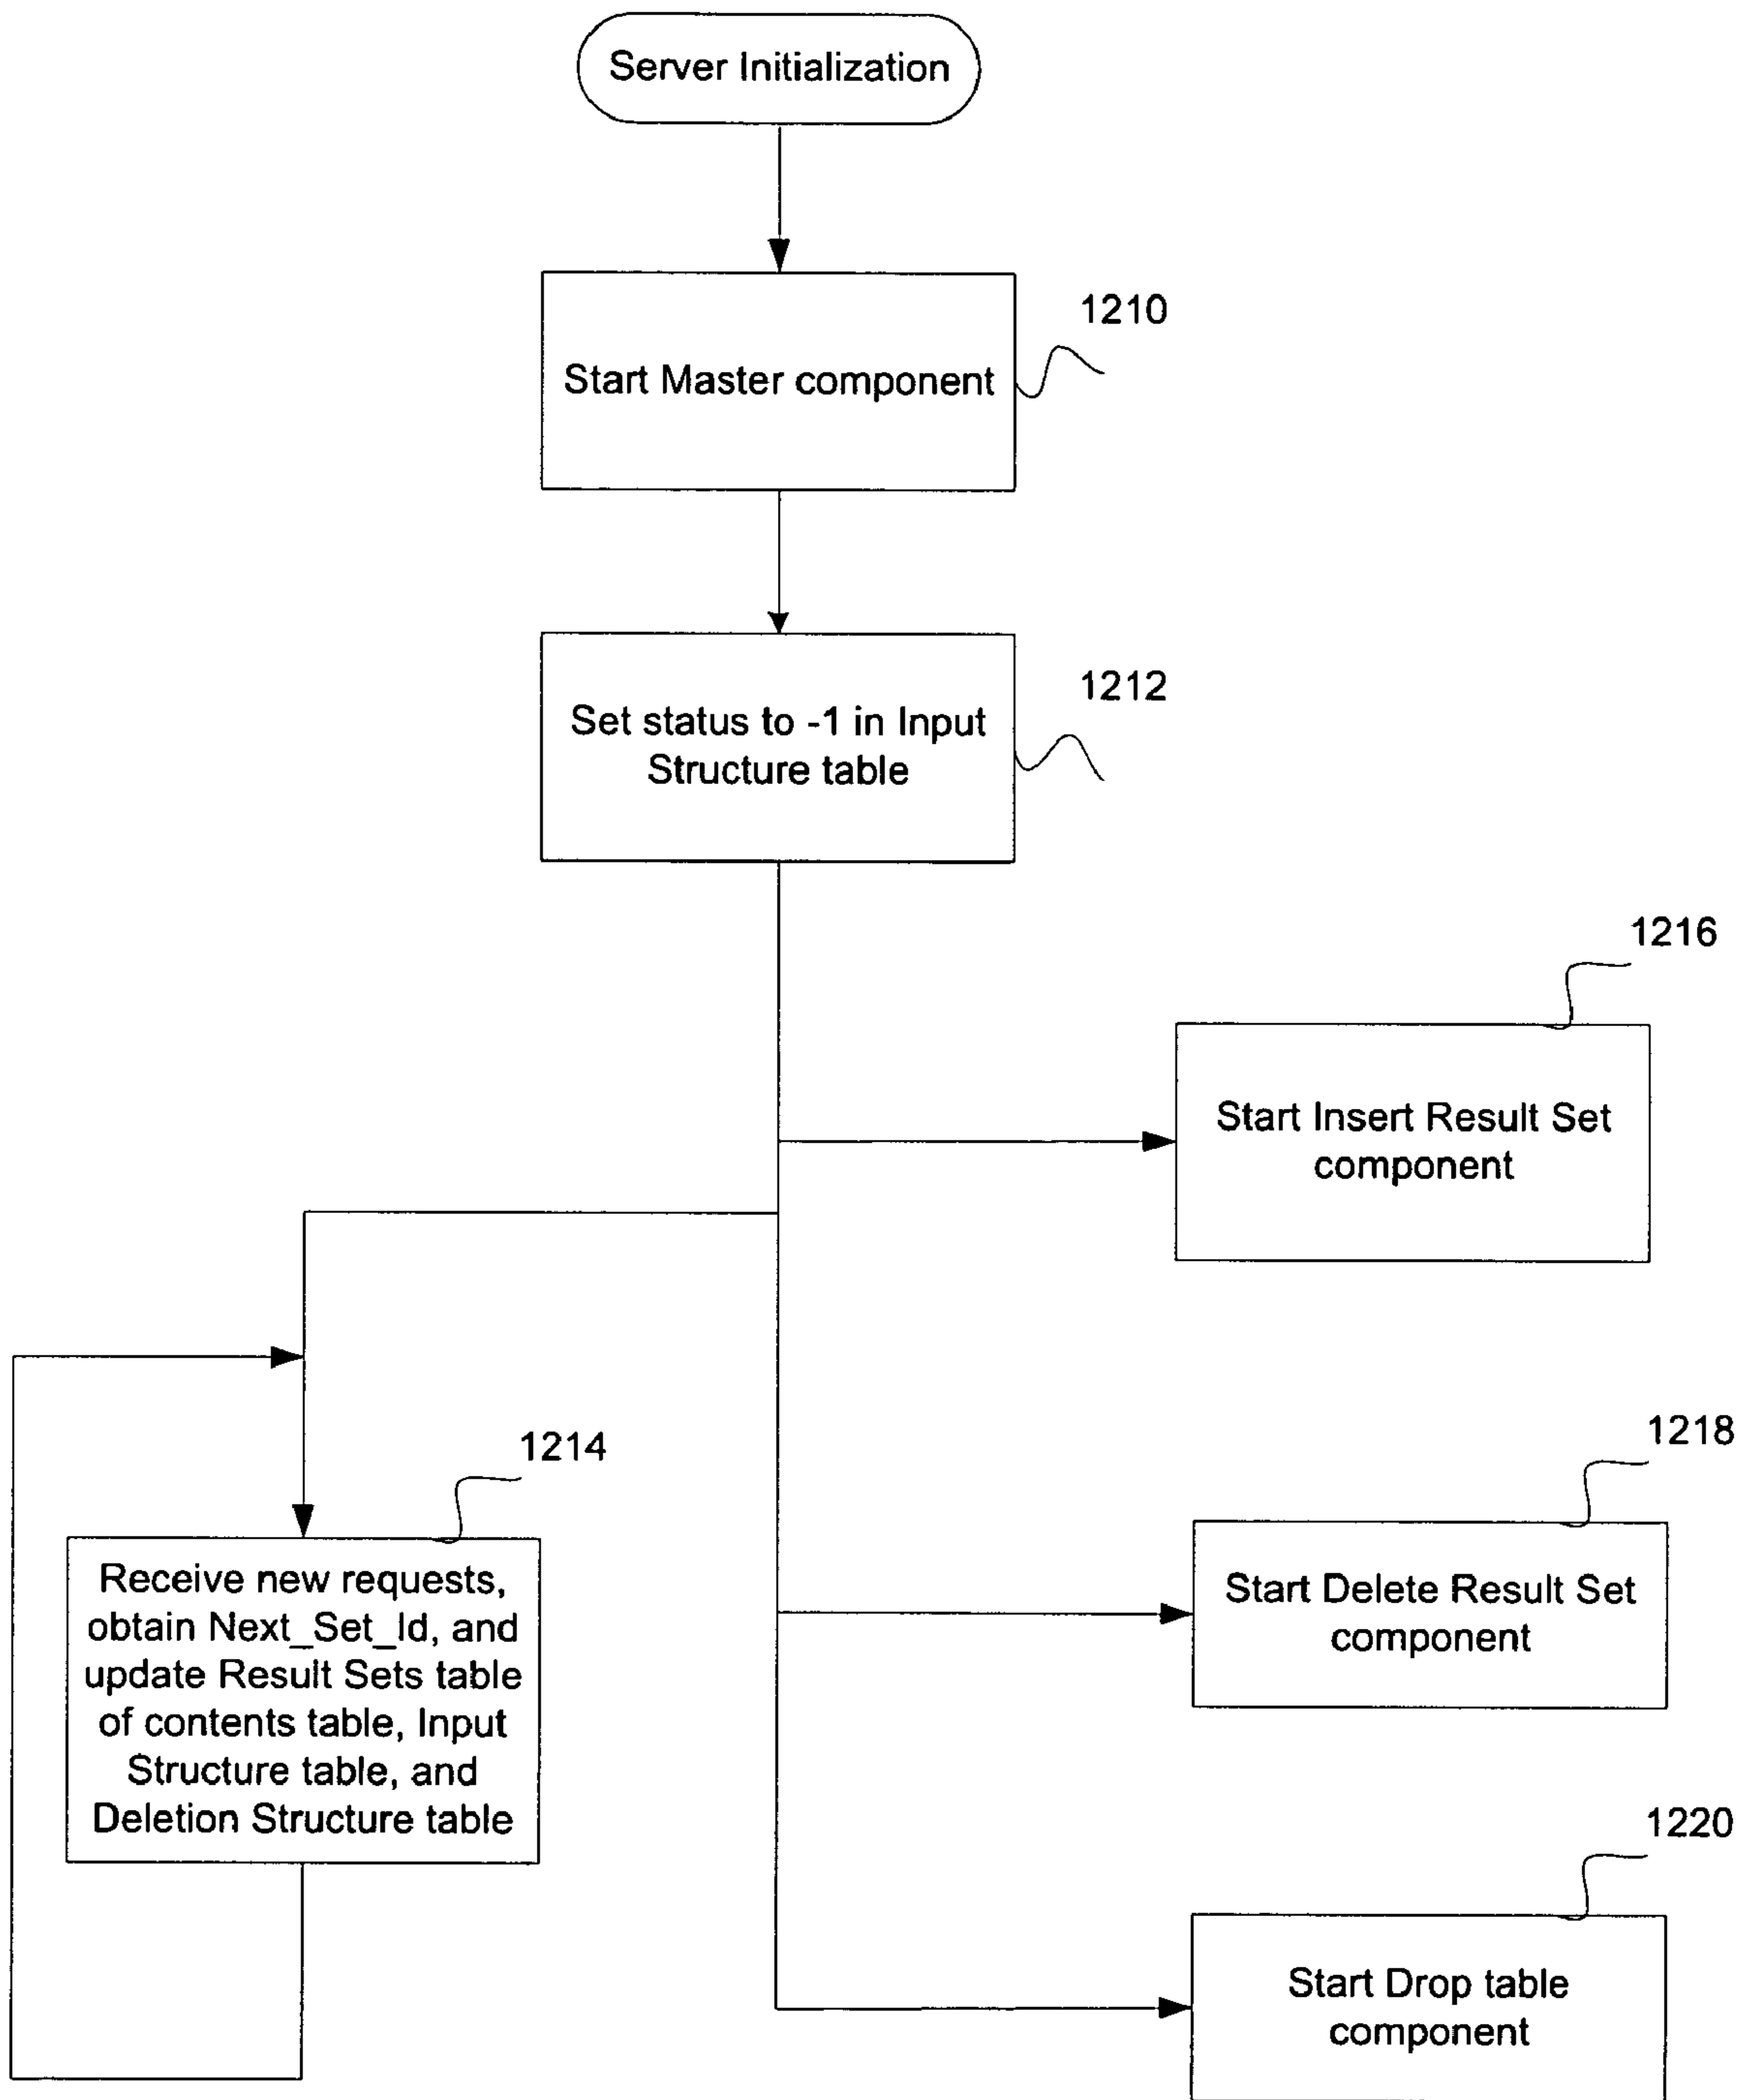 Server Initialization
1210
Start Master component
1212
Set status to -1 in Input
Structure table
1216
Start Insert Result Set
component
1214
Receive new requests,
obtain Next_Set_Id, and
update Result Sets table
of contents table, Input
Structure table, and
Deletion Structure table
1218
Start Delete Result Set
component
1220
Start Drop table
component